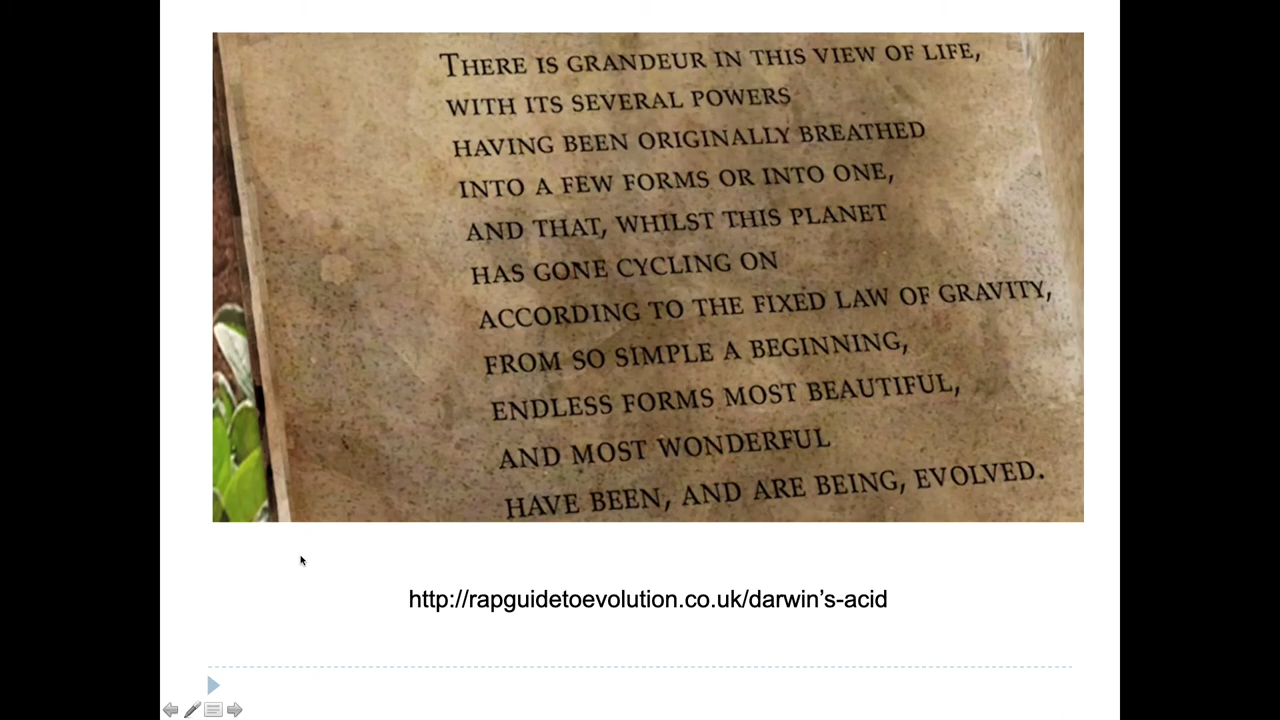 THERE IS GRANDEUR IN THIS VIEW OF LIFE,
WITH ITS SEVERAL POWERS
HAVING BEEN ORIGINALLY BREATHED
INTO A FEW FORMS OR INTO ONE,
AND THAT, WHILST THIS PLANET
HAS GONE CYCLING ON
ACCORDING TO THE FIXED LAW OF GRAVITY,
FROM SO SIMPLE A BEGINNING,
ENDLESS FORMS MOST BEAUTIFUL,
AND MOST WONDERFUL
HAVE BEEN, AND ARE BEING, EVOLVED.
http://rapguidetoevolution.co.uk/darwin’s-acid